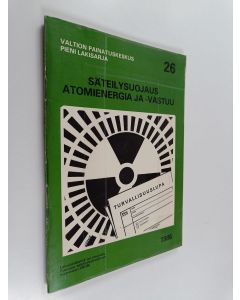 VALTION PAINATUSKESKUS
PIENI LAKISARJA
26
SÄTEILYSUOJAUS
ATOMIENERGIA JA -VASTUU
TURVALLISUUSLUPA
1986